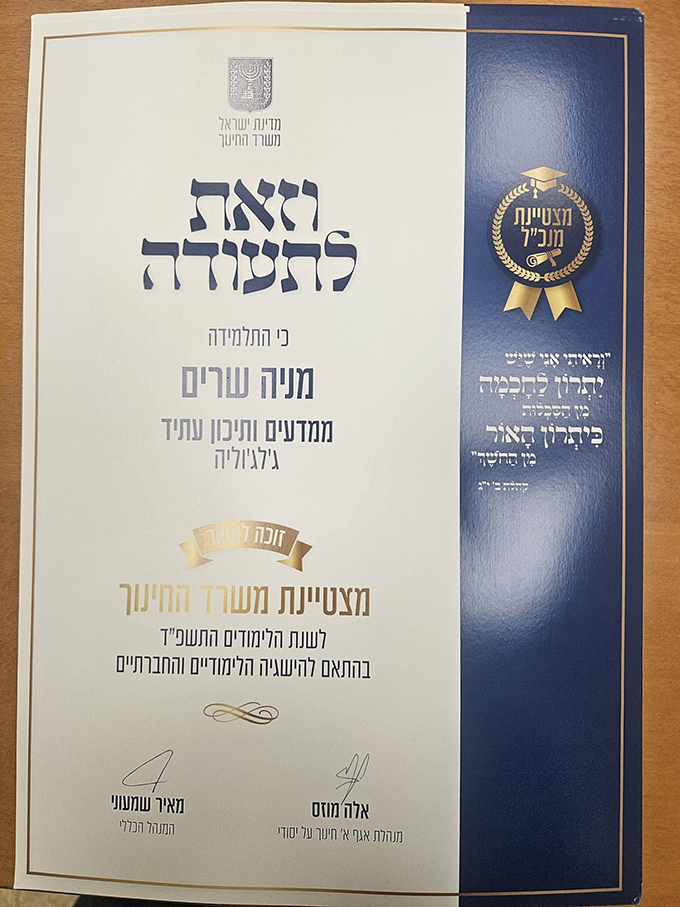 מדינת ישראל
משרד החינוך
וזאת
לתעודה
כי התלמידה
מניה שרים
ממדעים ותיכון עתיד
ג'לג'וליה
זוכה לתואר
מצטיינת משרד החינוך
לשנת הלימודים התשפ"ד
בהתאם להישגיה הלימודיים והחברתיים
אלה מוזס
מנהלת אגף א' חינוך על יסודי
מאיר שמעוני
המנהל הכללי
מצטיינת
מנכ"ל
"וְרָאִיתִי אָנִי שֶׁיֵּשׁ
יִתְרוֹן לַחָכְמָה
מִן הַסִּכְלוּת
כִּיתְרוֹן הָאוֹר
מִן הַחֹשֶׁךְ"
קהלת ב' י"ג